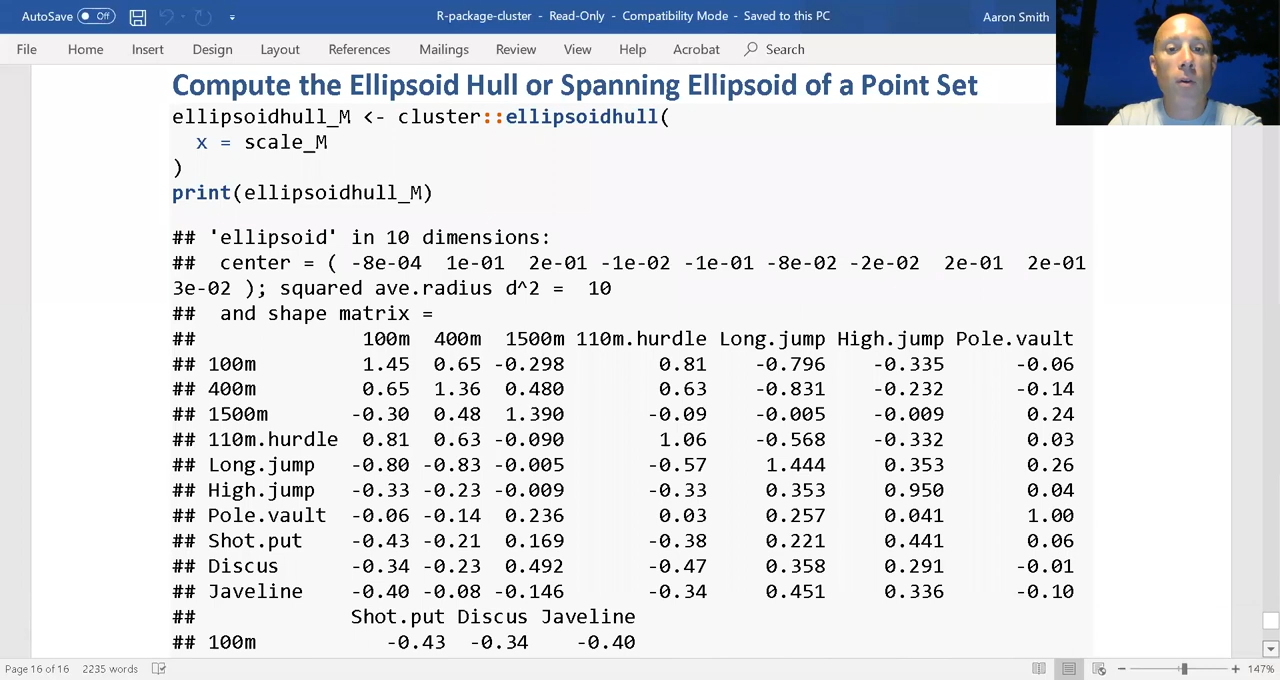 AutoSave Off R-package-cluster - Read-Only - Compatibility Mode - Saved to this PC Aaron Smith
File Home Insert Design Layout References Mailings Review View Help Acrobat Search
Compute the Ellipsoid Hull or Spanning Ellipsoid of a Point Set
ellipsoidhull_M <- cluster::ellipsoidhull(
x = scale_M
)
print(ellipsoidhull_M)
## 'ellipsoid' in 10 dimensions:
## center = ( -8e-04 1e-01 2e-01 -1e-02 -1e-01 -8e-02 -2e-02 2e-01 2e-01
3e-02 ); squared ave.radius d^2 = 10
## and shape matrix =
## 100m 400m 1500m 110m.hurdle Long.jump High.jump Pole.vault
## 100m 1.45 0.65 -0.298 0.81 -0.796 -0.335 -0.06
## 400m 0.65 1.36 0.480 0.63 -0.831 -0.232 -0.14
## 1500m -0.30 0.48 1.390 -0.09 -0.005 -0.009 0.24
## 110m.hurdle 0.81 0.63 -0.090 1.06 -0.568 -0.332 0.03
## Long.jump -0.80 -0.83 -0.005 -0.57 1.444 0.353 0.26
## High.jump -0.33 -0.23 -0.009 -0.33 0.353 0.950 0.04
## Pole.vault -0.06 -0.14 0.236 0.03 0.257 0.041 1.00
## Shot.put -0.43 -0.21 0.169 -0.38 0.221 0.441 0.06
## Discus -0.34 -0.23 0.492 -0.47 0.358 0.291 -0.01
## Javeline -0.40 -0.08 -0.146 -0.34 0.451 0.336 -0.10
## Shot.put Discus Javeline
## 100m -0.43 -0.34 -0.40
Page 16 of 16 2235 words 147%